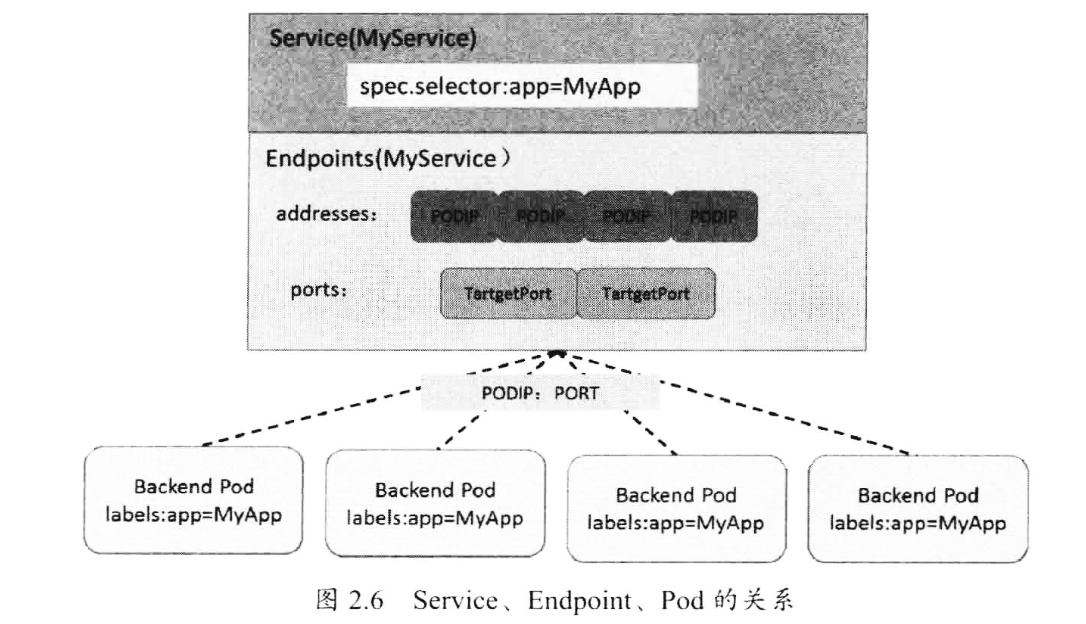 Service(MyService)
spec.selector:app=MyApp
Endpoints(MyService）
addresses: PODIP PODIP PODIP PODIP
ports: TartgetPort TartgetPort
PODIP：PORT
Backend Pod
labels:app=MyApp
Backend Pod
labels:app=MyApp
Backend Pod
labels:app=MyApp
Backend Pod
labels:app=MyApp
图 2.6 Service、Endpoint、Pod 的关系